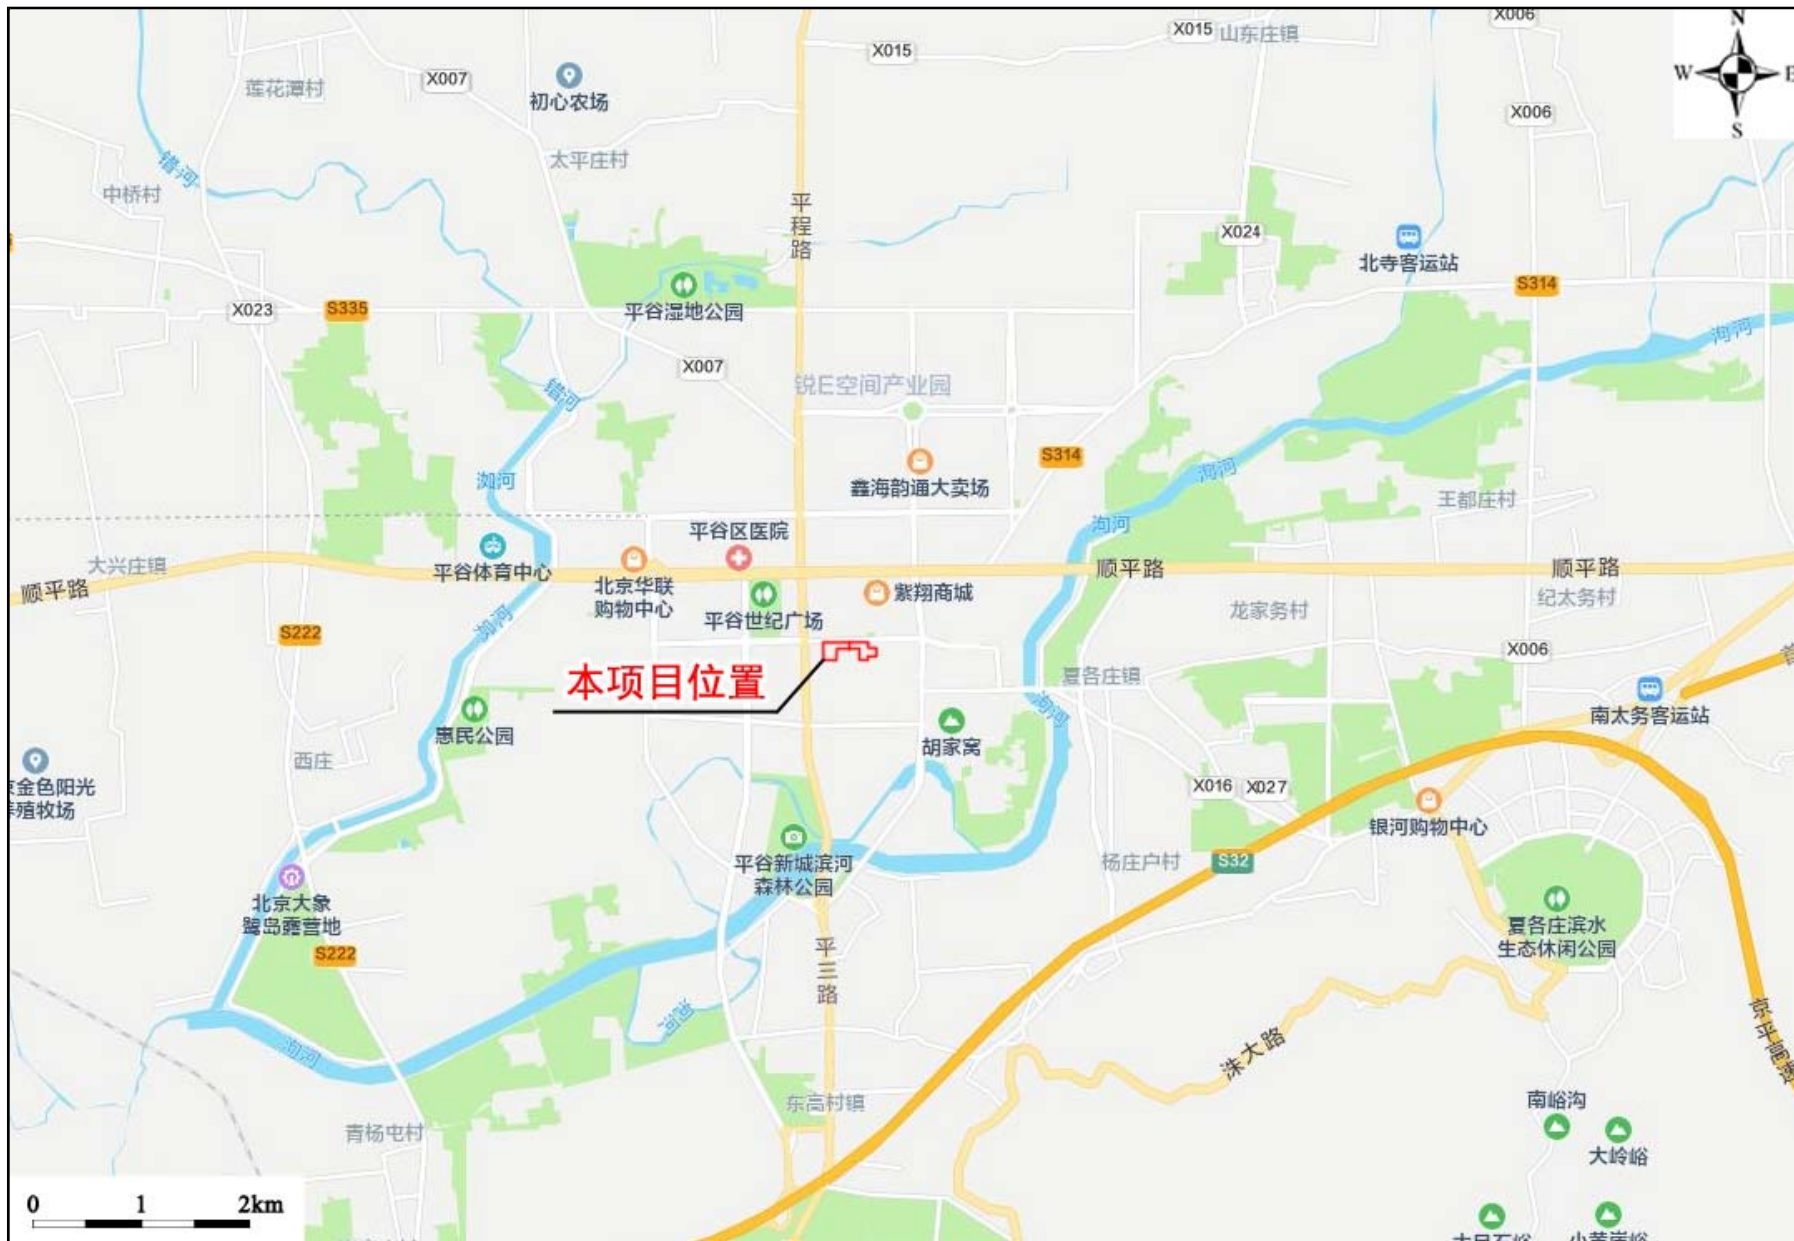 X006
N
X015
X015
山东庄镇
W
E
S
X007
莲花潭村
初心农场
X006
太平庄村
错河
中桥村
平程路
X024
北寺客运站
S314
X023
S335
平谷湿地公园
洵河
X007
锐E空间产业园
错河
S314
洵河
泃河
鑫海韵通大卖场
王都庄村
平谷区医院
洵河
大兴庄镇
平谷体育中心
顺平路
顺平路
顺平路
北京华联
购物中心
紫翔商城
纪太务村
平谷世纪广场
龙家务村
S222
X006
本项目位置
夏各庄镇
洵河
南太务客运站
惠民公园
胡家窝
西庄
金色阳光
殖牧场
X016
X027
银河购物中心
平谷新城滨河
森林公园
杨庄户村
S32
北京大象
鹭岛露营地
夏各庄滨水
生态休闲公园
S222
平三路
洵河
京平高速
洙大路
东高村镇
南峪沟
青杨屯村
大岭峪
0
1
2km